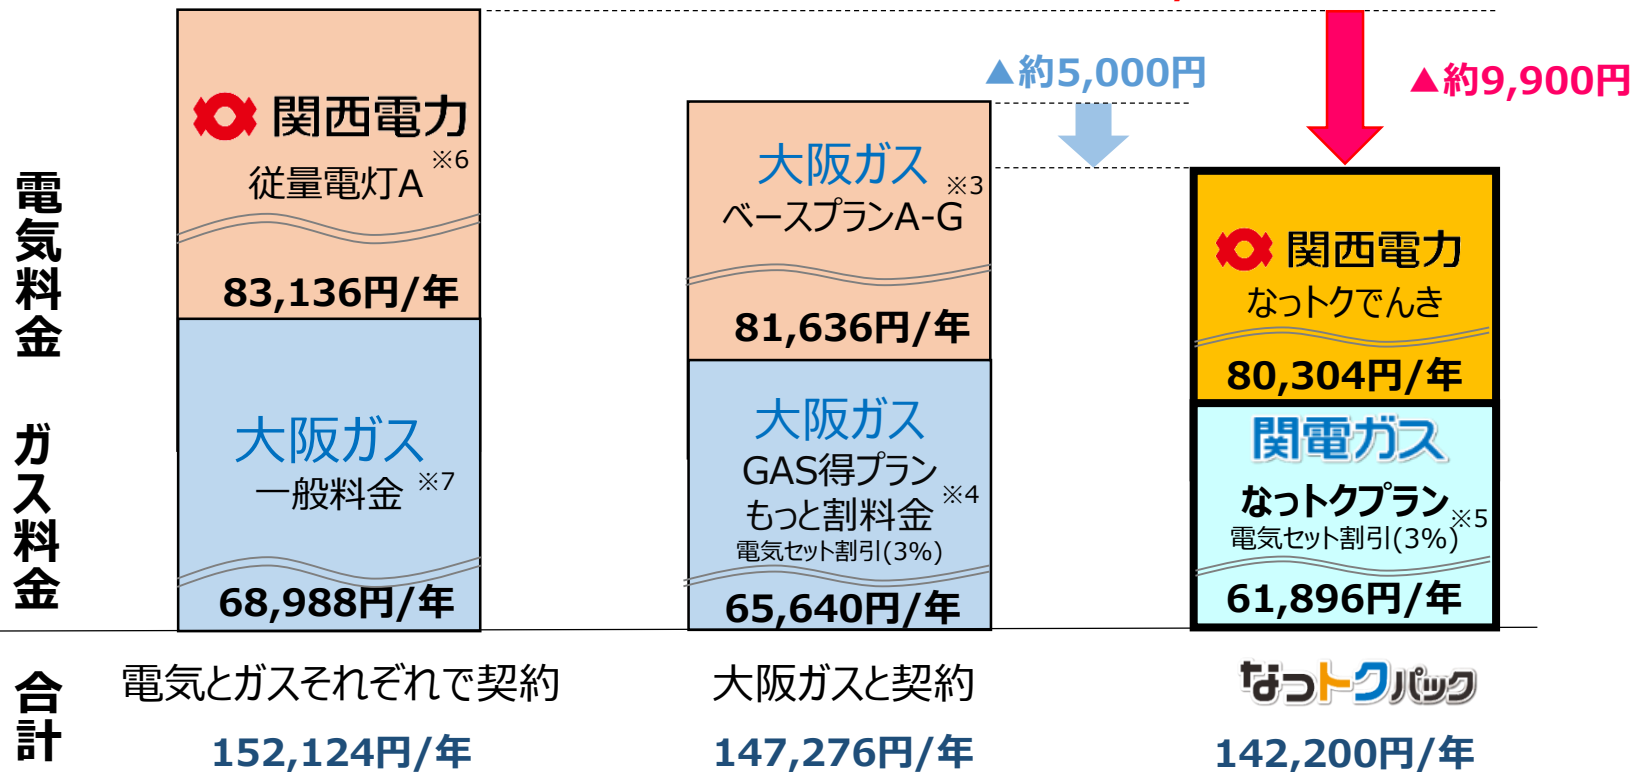 ▲約5,000円
▲約9,900円
電気料金
ガス料金
合計
関西電力
従量電灯A ※6
83,136円/年
大阪ガス
一般料金 ※7
68,988円/年
電気とガスそれぞれで契約
152,124円/年
大阪ガス
ベースプランA-G ※3
81,636円/年
大阪ガス
GAS得プラン
もっと割料金 ※4
電気セット割引(3%)
65,640円/年
大阪ガスと契約
147,276円/年
関西電力
なっトクでんき
80,304円/年
関電ガス
なっトクプラン ※5
電気セット割引(3%)
61,896円/年
なっトクパック
142,200円/年